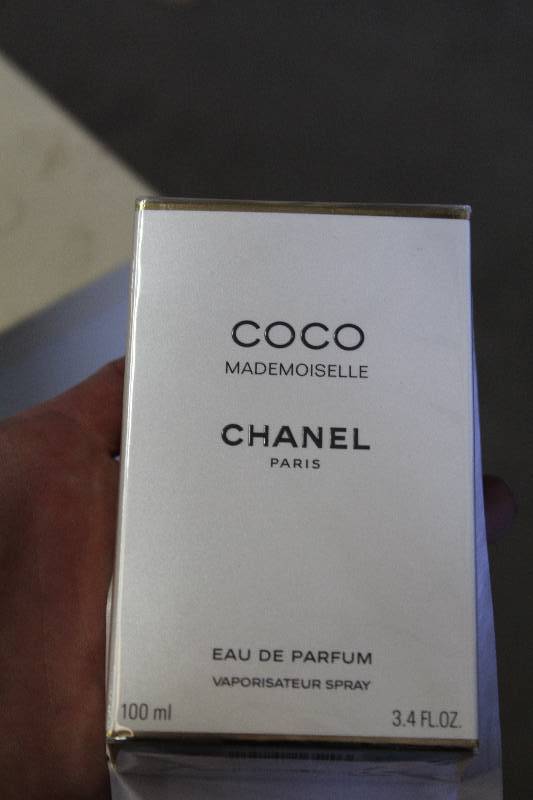 COCO
MADEMOISELLE
CHANEL
PARIS
EAU DE PARFUM
VAPORISATEUR SPRAY
100 ml 3.4 FL.OZ.